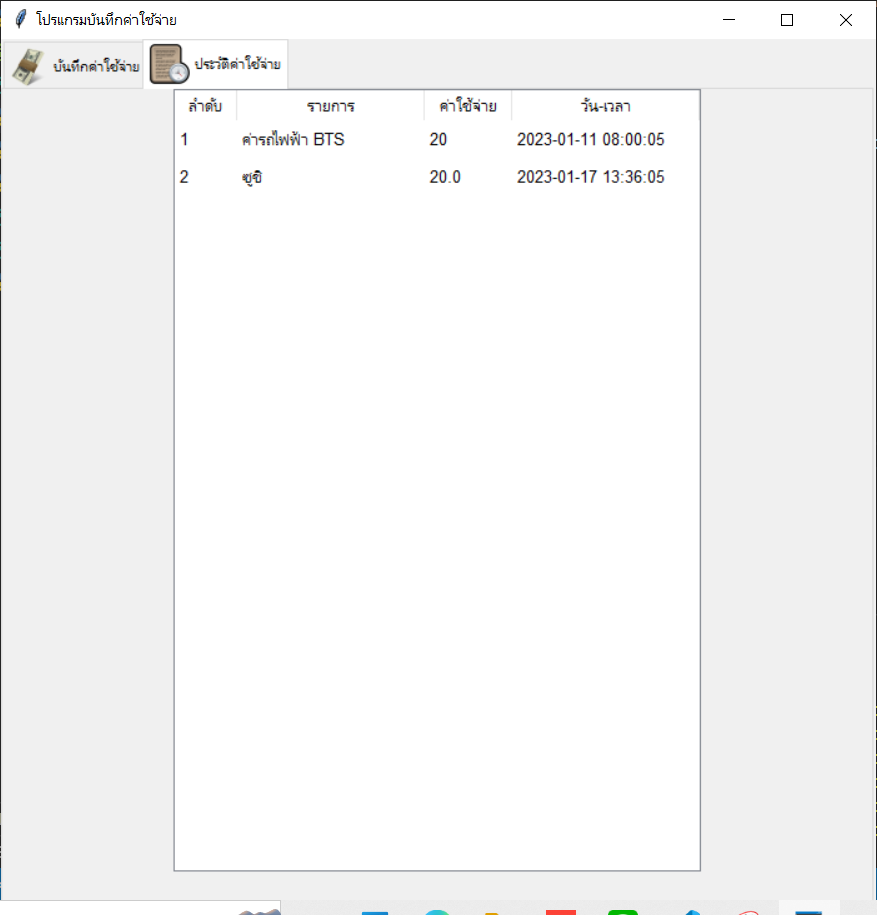 โปรแกรมบันทึกค่าใช้จ่าย
บันทึกค่าใช้จ่าย ประวัติค่าใช้จ่าย
ลำดับ รายการ ค่าใช้จ่าย วัน-เวลา
1 ค่ารถไฟฟ้า BTS 20 2023-01-11 08:00:05
2 ซูชิ 20.0 2023-01-17 13:36:05